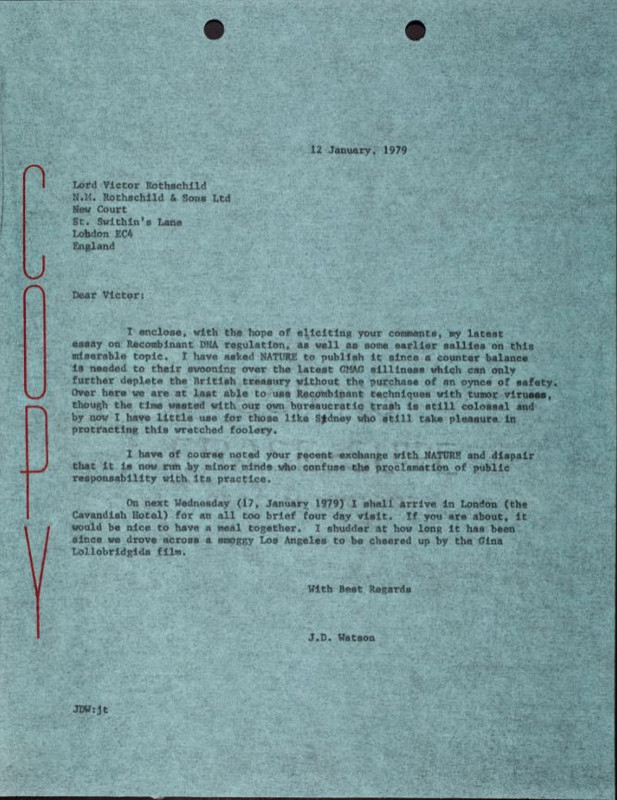 12 January, 1979
Lord Victor Rothschild
N.M. Rothschild & Sons Ltd
New Court
St. Swithin's Lane
Lohdon EC4
England
COPY
Dear Victor:
I enclose, with the hope of eliciting your comments, my latest
essay on Recombinant DNA regulation, as well as some earlier sallies on this
miserable topic. I have asked NATURE to publish it since a counter balance
is needed to their swooning over the latest GMAG silliness which can only
further deplete the British treasury without the purchase of an oynce of safety.
Over here we are at last able to use Recombinant techniques with tumor viruses,
though the time wasted with our own bureaucratic trash is still colossal and
by now I have little use for those like Sydney who still take pleasure in
protracting this wretched foolery.
I have of course noted your recent exchange with NATURE and dispair
that it is now run by minor minds who confuse the proclamation of public
responsability with its practice.
On next Wednesday (17, January 1979) I shall arrive in London (the
Cavandish Hotel) for an all too brief four day visit. If you are about, it
would be nice to have a meal together. I shudder at how long it has been
since we drove across a smoggy Los Angeles to be cheered up by the Gina
Lollobridgida film.
With Best Regards
J.D. Watson
JDW:jt